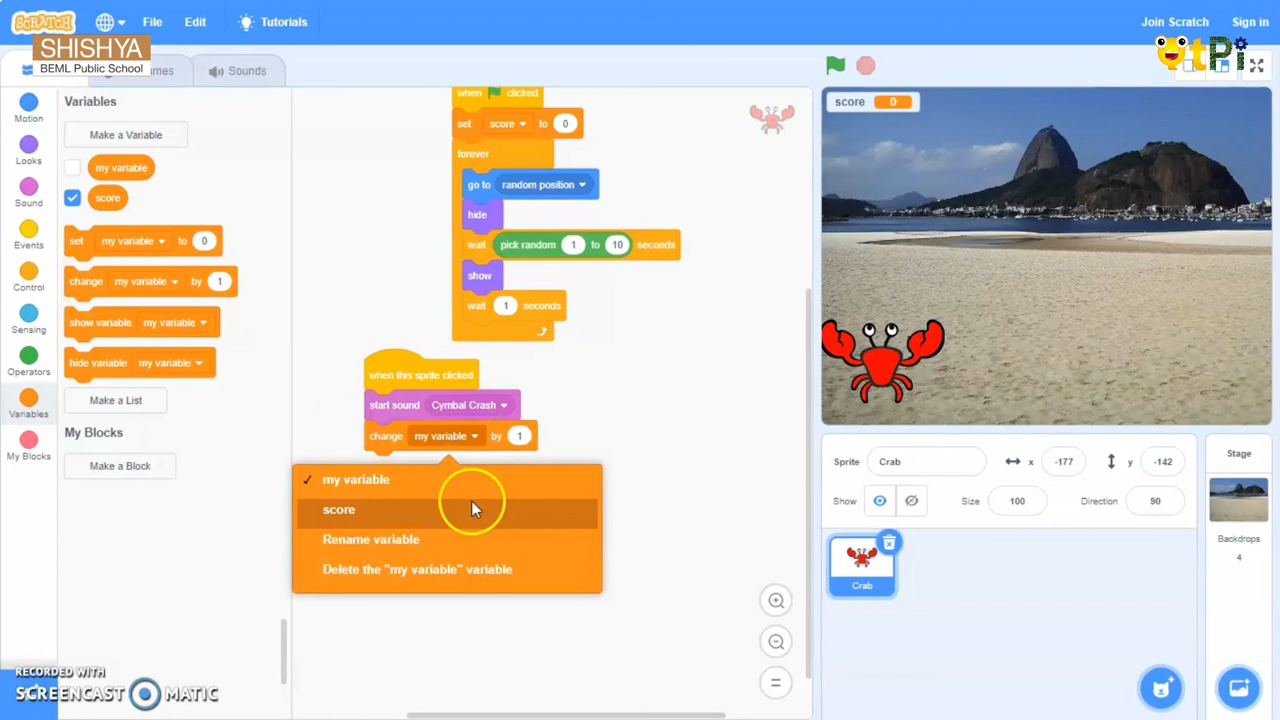 SCRATCH
File
Edit
Tutorials
Join Scratch
Sign in
SHISHYA
BEML Public School
Sounds
Motion
Looks
Sound
Events
Control
Sensing
Operators
Variables
My Blocks
Variables
Make a Variable
my variable
score
set my variable to 0
change my variable by 1
show variable my variable
hide variable my variable
Make a List
My Blocks
Make a Block
when clicked
set score to 0
forever
go to random position
hide
wait pick random 1 to 10 seconds
show
wait 1 seconds
when this sprite clicked
start sound Cymbal Crash
change my variable by 1
✓ my variable
score
Rename variable
Delete the "my variable" variable
score 0
Sprite Crab x -177 y -142
Show Size 100 Direction 90
Crab
Stage
Backdrops
4
RECORDED WITH
SCREENCAST MATIC